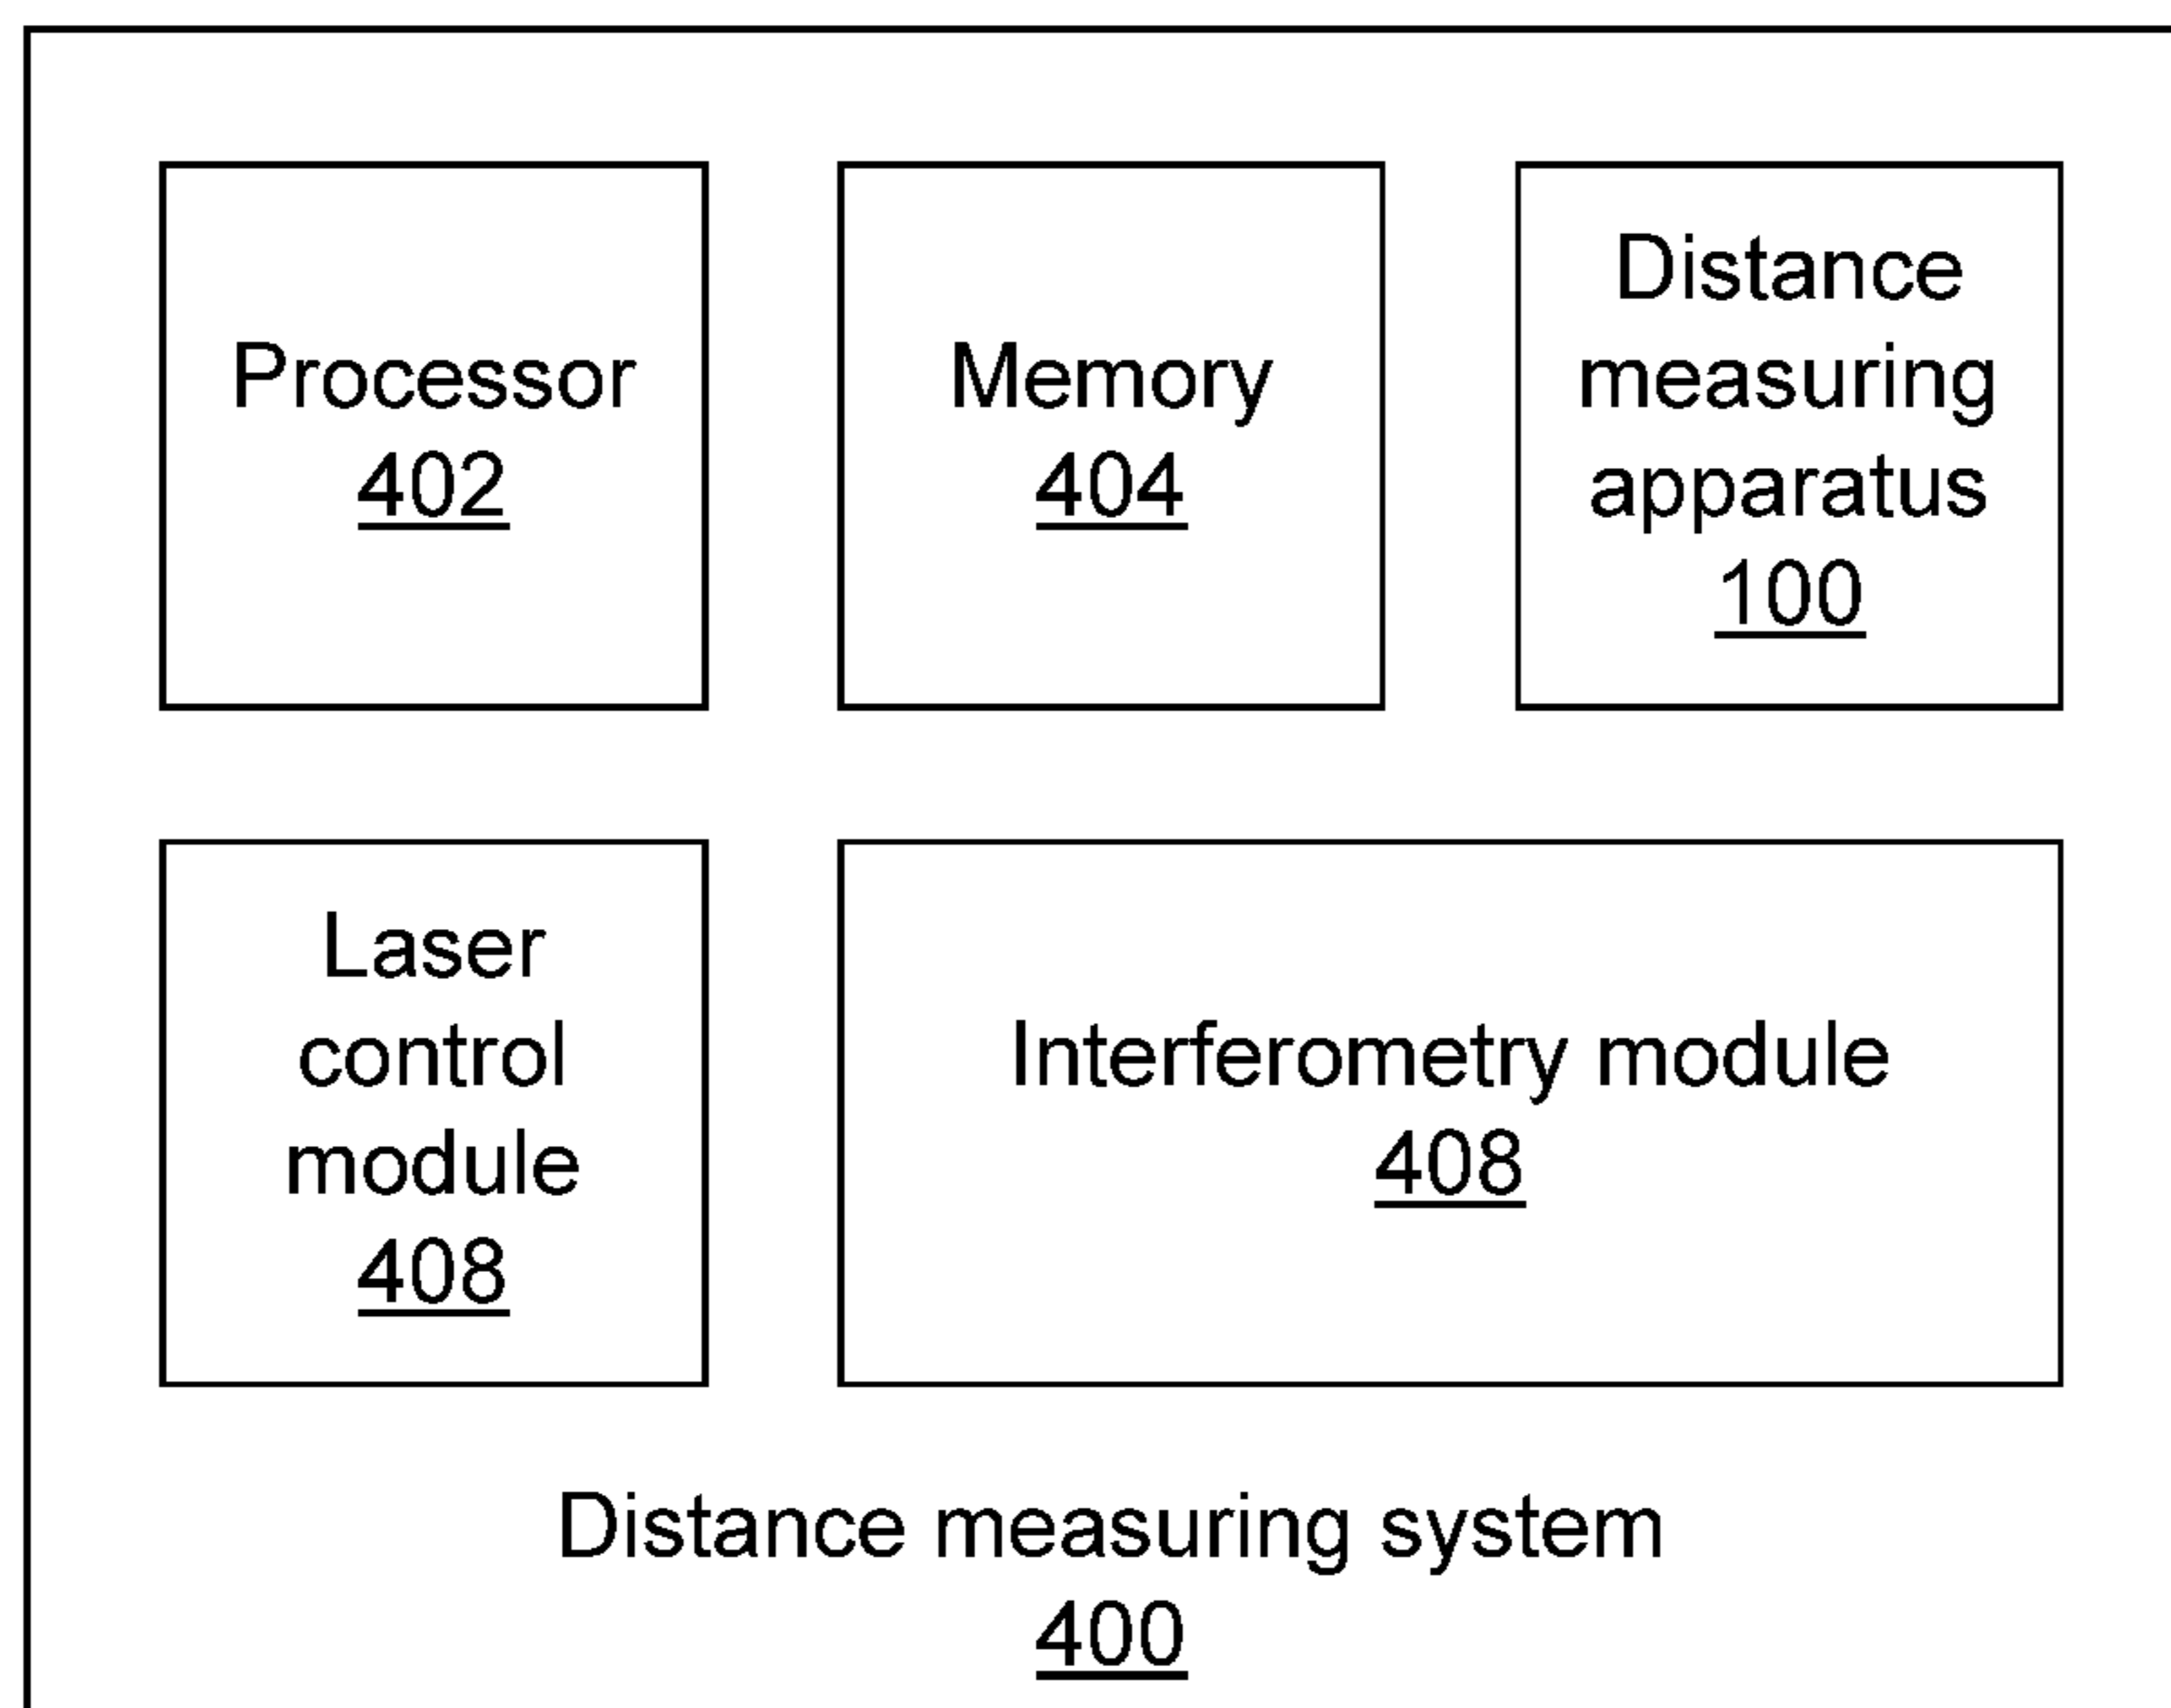 Processor
402
Memory
404
Distance
measuring
apparatus
100
Laser
control
module
408
Interferometry module
408
Distance measuring system
400